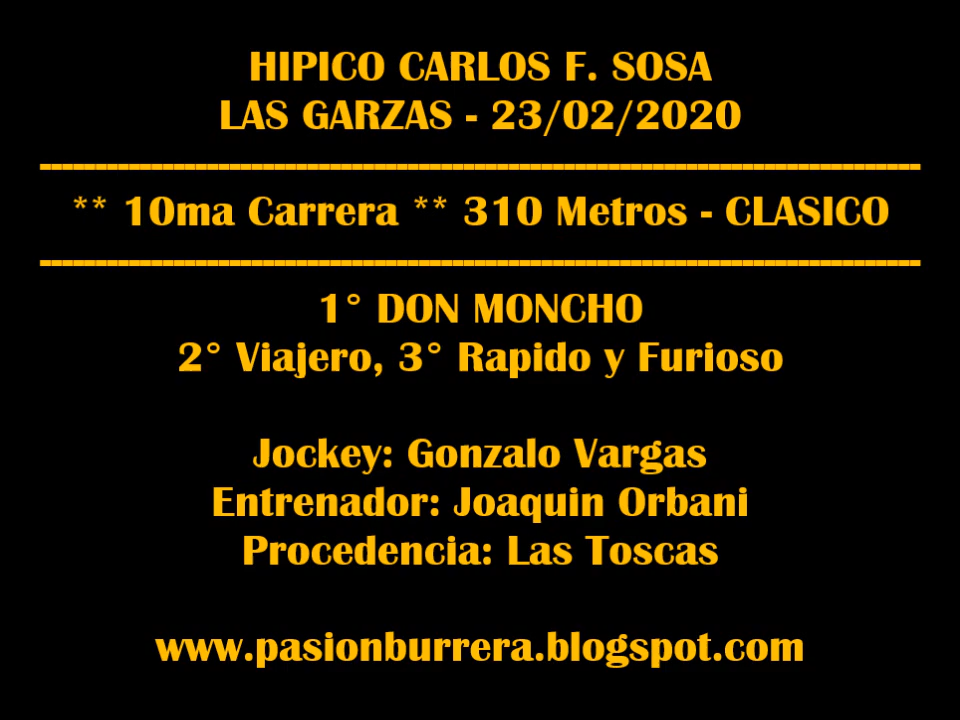 HIPICO CARLOS F. SOSA
LAS GARZAS - 23/02/2020
--------------------------------------------------------------------------------
** 10ma Carrera ** 310 Metros - CLASICO
--------------------------------------------------------------------------------
1° DON MONCHO
2° Viajero, 3° Rapido y Furioso
Jockey: Gonzalo Vargas
Entrenador: Joaquin Orbani
Procedencia: Las Toscas
www.pasionburrera.blogspot.com